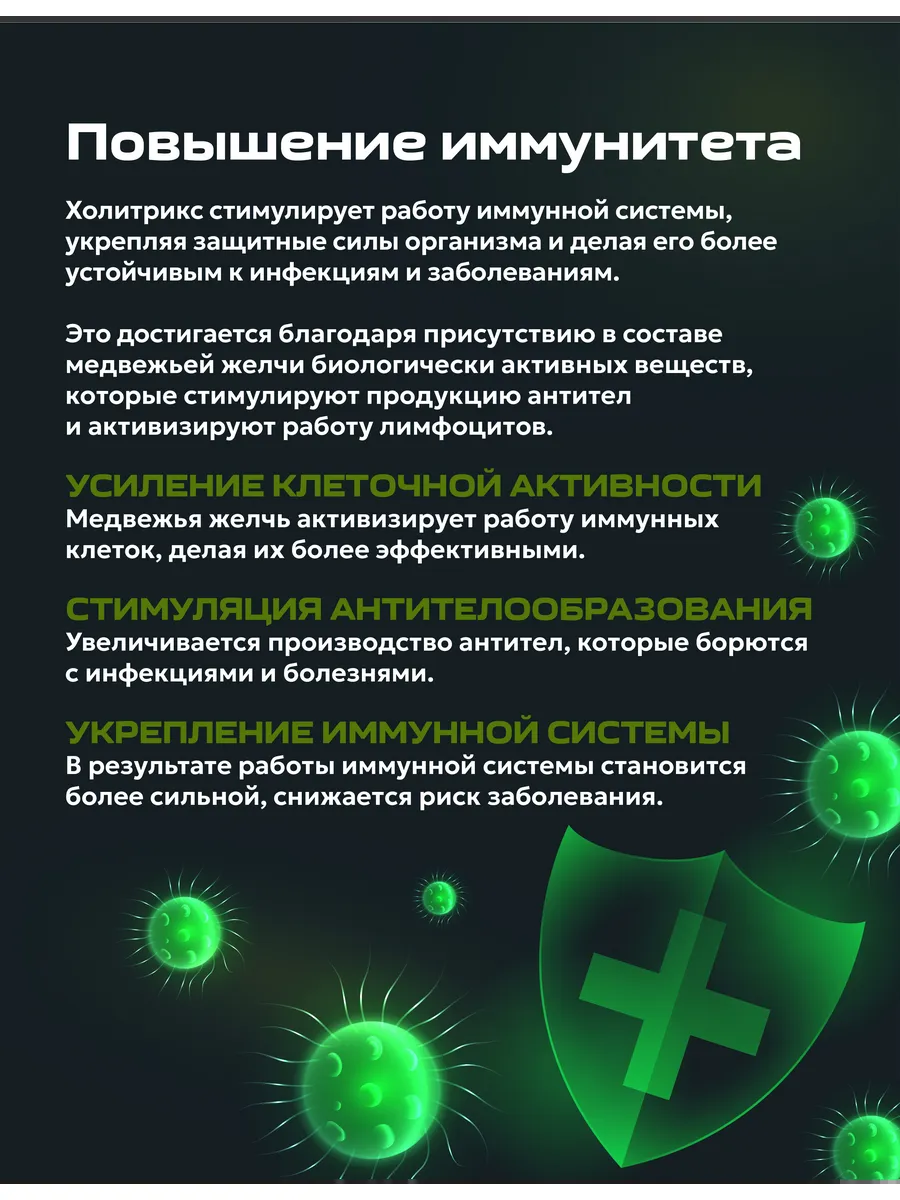 Повышение иммунитета
Холитрикс стимулирует работу иммунной системы,
укрепляя защитные силы организма и делая его более
устойчивым к инфекциям и заболеваниям.
Это достигается благодаря присутствию в составе
медвежьей желчи биологически активных веществ,
которые стимулируют продукцию антител
и активизируют работу лимфоцитов.
УСИЛЕНИЕ КЛЕТОЧНОЙ АКТИВНОСТИ
Медвежья желчь активизирует работу иммунных
клеток, делая их более эффективными.
СТИМУЛЯЦИЯ АНТИТЕЛООБРАЗОВАНИЯ
Увеличивается производство антител, которые борются
с инфекциями и болезнями.
УКРЕПЛЕНИЕ ИММУННОЙ СИСТЕМЫ
В результате работы иммунной системы становится
более сильной, снижается риск заболевания.